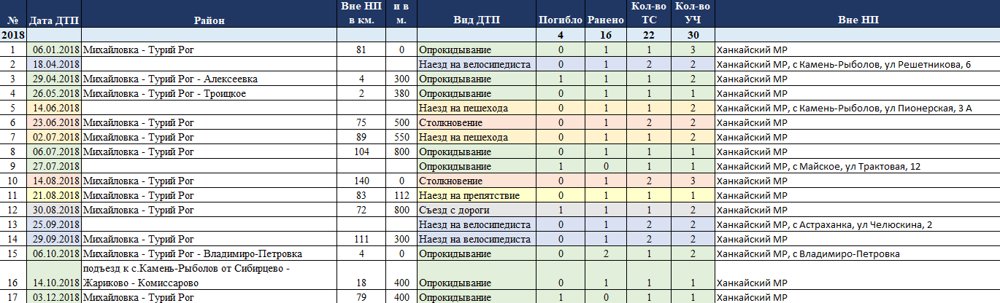 № Дата ДТП Район Вне НП в км. и в м. Вид ДТП Погибло Ранено Кол-во ТС Кол-во УЧ Вне НП
2018 4 16 22 30
1 06.01.2018 Михайловка - Турий Рог 81 0 Опрокидывание 0 1 1 3 Ханкайский МР
2 18.04.2018 Наезд на велосипедиста 0 1 2 2 Ханкайский МР, с Камень-Рыболов, ул Решетникова, 6
3 29.04.2018 Михайловка - Турий Рог - Алексеевка 4 300 Опрокидывание 1 1 1 2 Ханкайский МР
4 26.05.2018 Михайловка - Турий Рог - Троицкое 2 380 Опрокидывание 0 1 1 1 Ханкайский МР
5 14.06.2018 Наезд на пешехода 0 1 1 2 Ханкайский МР, с Камень-Рыболов, ул Пионерская, 3 А
6 23.06.2018 Михайловка - Турий Рог 75 500 Столкновение 0 1 2 2 Ханкайский МР
7 02.07.2018 Михайловка - Турий Рог 89 550 Наезд на пешехода 0 1 1 2 Ханкайский МР
8 06.07.2018 Михайловка - Турий Рог 104 800 Опрокидывание 0 1 1 1 Ханкайский МР
9 27.07.2018 Опрокидывание 1 0 1 1 Ханкайский МР, с Майское, ул Трактовая, 12
10 14.08.2018 Михайловка - Турий Рог 140 0 Столкновение 0 1 2 3 Ханкайский МР
11 21.08.2018 Михайловка - Турий Рог 83 112 Наезд на препятствие 0 1 1 1 Ханкайский МР
12 30.08.2018 Михайловка - Турий Рог 72 800 Съезд с дороги 1 1 1 2 Ханкайский МР
13 25.09.2018 Наезд на велосипедиста 0 1 2 2 Ханкайский МР, с Астраханка, ул Челюскина, 2
14 29.09.2018 Михайловка - Турий Рог 111 300 Наезд на велосипедиста 0 1 2 2 Ханкайский МР
15 06.10.2018 Михайловка - Турий Рог - Владимиро-Петровка 4 0 Опрокидывание 0 2 1 2 Ханкайский МР, с Владимиро-Петровка
подъезд к с.Камень-Рыболов от Сибирцево -
16 14.10.2018 Жариково - Комиссарово 18 400 Опрокидывание 0 1 1 1 Ханкайский МР
17 03.12.2018 Михайловка - Турий Рог 79 400 Опрокидывание 1 0 1 1 Ханкайский МР